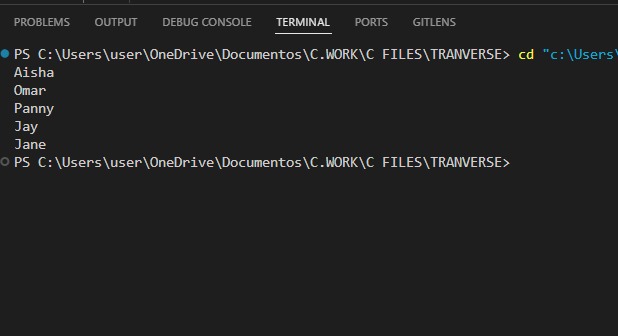 PROBLEMS OUTPUT DEBUG CONSOLE TERMINAL PORTS GITLENS
PS C:\Users\user\OneDrive\Documentos\C.WORK\C FILES\TRANVERSE> cd "c:\Users\
Aisha
Omar
Panny
Jay
Jane
PS C:\Users\user\OneDrive\Documentos\C.WORK\C FILES\TRANVERSE>